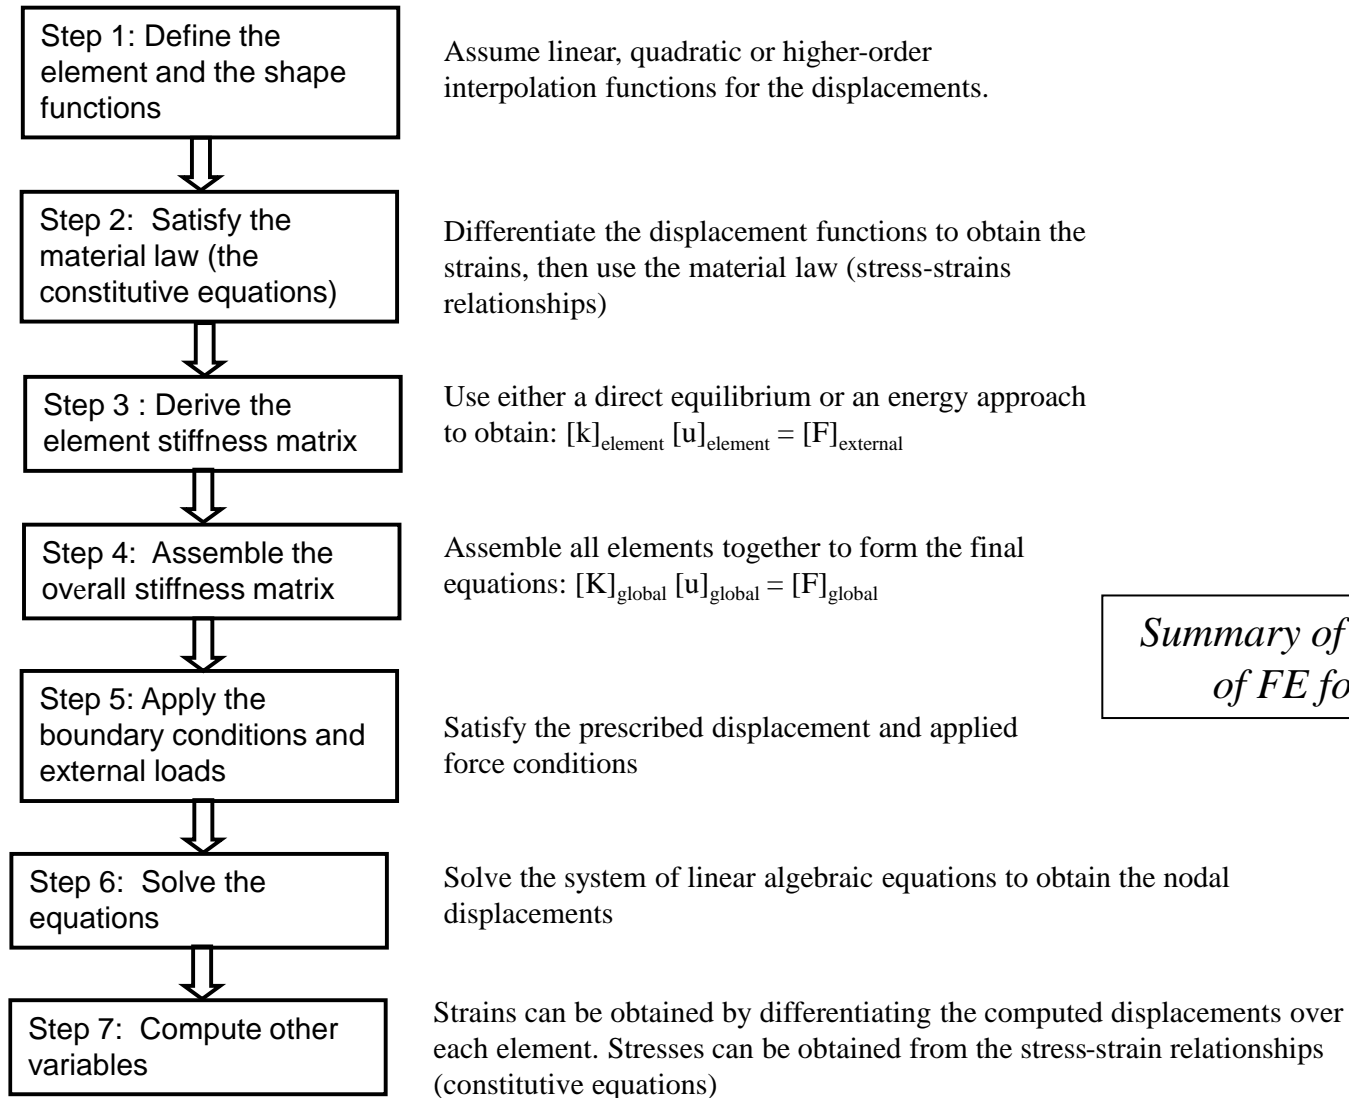 Step 1: Define the
element and the shape
functions
Assume linear, quadratic or higher-order
interpolation functions for the displacements.
Step 2:  Satisfy the
material law (the
constitutive equations)
Differentiate the displacement functions to obtain the
strains, then use the material law (stress-strains
relationships)
Step 3 : Derive the
element stiffness matrix
Use either a direct equilibrium or an energy approach
to obtain: [k]element [u]element = [F]external
Step 4:  Assemble the
overall stiffness matrix
Assemble all elements together to form the final
equations: [K]global [u]global = [F]global
Summary of
of FE fo
Step 5: Apply the
boundary conditions and
external loads
Satisfy the prescribed displacement and applied
force conditions
Step 6:  Solve the
equations
Solve the system of linear algebraic equations to obtain the nodal
displacements
Step 7:  Compute other
variables
Strains can be obtained by differentiating the computed displacements over
each element. Stresses can be obtained from the stress-strain relationships
(constitutive equations)